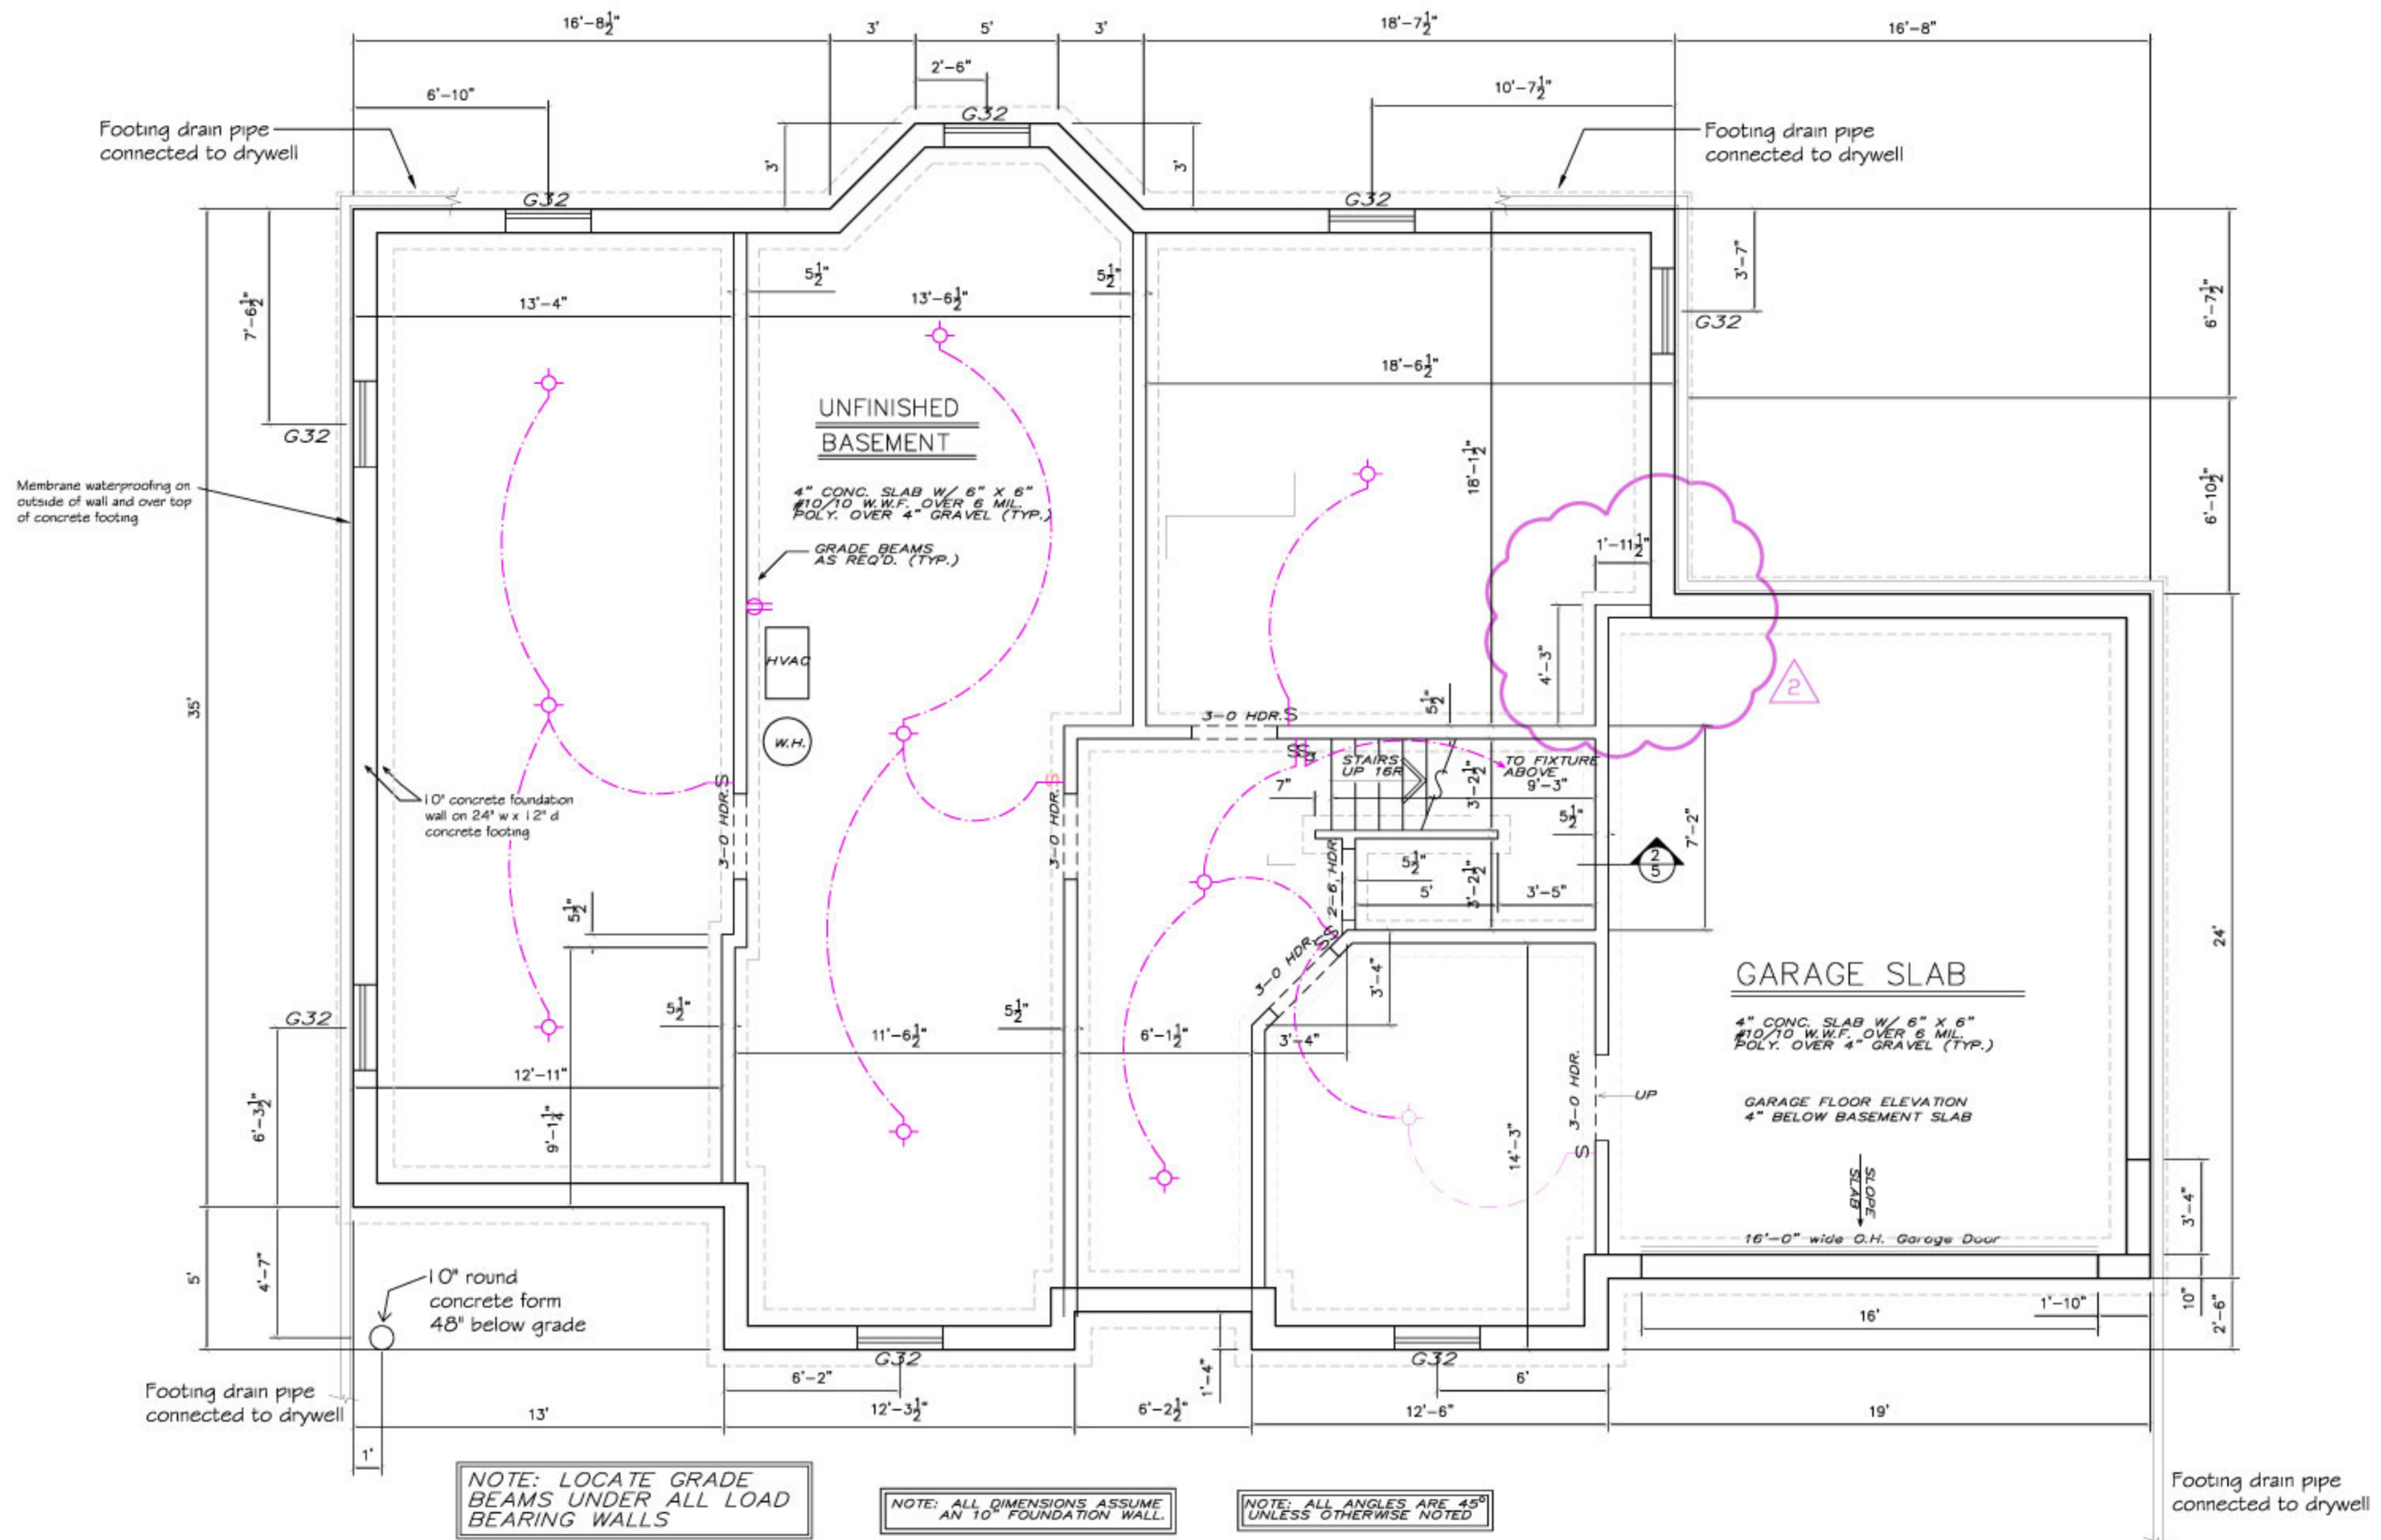 16'-8½"
3'
5'
3'
18'-7½"
16'-8"
2'-6"
6'-10"
10'-7½"
G32
Footing drain pipe
connected to drywell
Footing drain pipe
connected to drywell
3'
3'
G32
G32
3'-7"
G32
6'-7½"
7'-6½"
G32
5½"
5½"
13'-4"
13'-6½"
18'-6½"
UNFINISHED
BASEMENT
4" CONC. SLAB W/ 6" X 6"
#10/10 W.W.F. OVER 6 MIL.
POLY. OVER 4" GRAVEL (TYP.)
GRADE BEAMS
AS REQ'D. (TYP.)
18'-1½"
6'-10½"
Membrane waterproofing on
outside of wall and over top
of concrete footing
1'-11½"
4'-3"
2
HVAC
W.H.
35'
5½"
3-0 HDR.
S
SS
3
STAIRS
UP 16R
TO FIXTURE
ABOVE
9'-3"
7"
3'-2½"
5½"
7'-2"
10" concrete foundation
wall on 24" w x 12" d
concrete footing
3-0 HDR.
S
3-0 HDR.
S
2
5
2-6 HDR
5½"
5'
3'-2½"
3'-5"
5½"
3-0 HDR.
SS
3'-4"
3'-4"
24'
GARAGE SLAB
4" CONC. SLAB W/ 6" X 6"
#10/10 W.W.F. OVER 6 MIL.
POLY. OVER 4" GRAVEL (TYP.)
GARAGE FLOOR ELEVATION
4" BELOW BASEMENT SLAB
G32
5½"
5½"
11'-6½"
6'-1½"
12'-11"
6'-3½"
9'-1¼"
14'-3"
3-0 HDR.
S
UP
SLOPE
SLAB
16'-0" wide O.H. Garage Door
3'-4"
10"
2'-6"
5'
4'-7"
10" round
concrete form
48" below grade
1'-10"
16'
G32
G32
6'-2"
1'-4"
6'
Footing drain pipe
connected to drywell
13'
12'-3½"
6'-2½"
12'-6"
19'
1'
NOTE: LOCATE GRADE
BEAMS UNDER ALL LOAD
BEARING WALLS
NOTE: ALL DIMENSIONS ASSUME
AN 10" FOUNDATION WALL.
NOTE: ALL ANGLES ARE 45°
UNLESS OTHERWISE NOTED
Footing drain pipe
connected to drywell